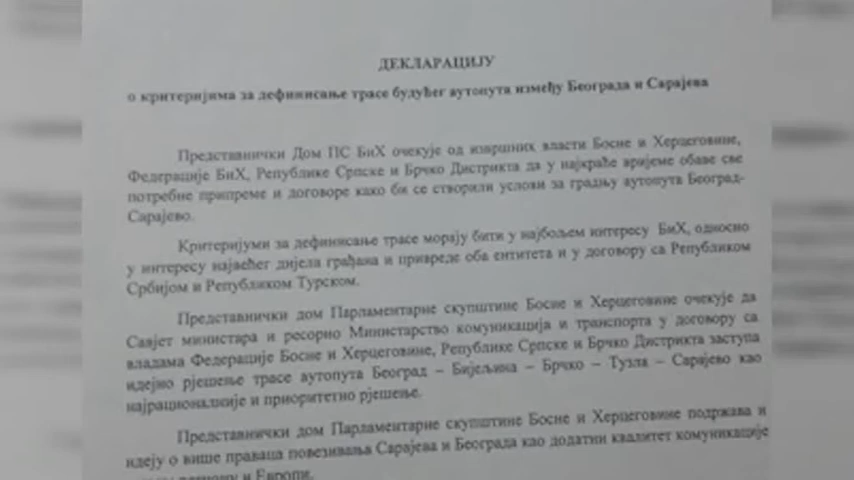 ДЕКЛАРАЦИЈУ
о критеријима за дефинисање трасе будућег аутопута између Београда и Сарајева
Представнички Дом ПС БиХ очекује од извршних власти Босне и Херцеговине,
Федерације БиХ, Републике Српске и Брчко Дистрикта да у најкраће вријеме обаве све
потребне припреме и договоре како би се створили услови за градњу аутопута Београд-
Сарајево.
Критеријуми за дефинисање трасе морају бити у најбољем интересу БиХ, односно
у интересу највећег дијела грађана и привреде оба ентитета и у договору са Републиком
Србијом и Републиком Турском.
Представнички дом Парламентарне скупштине Босне и Херцеговине очекује да
Савјет министара и ресорно Министарство комуникација и транспорта у договору са
владама Федерације Босне и Херцеговине, Републике Српске и Брчко Дистрикта заступа
идејно рјешење трасе аутопута Београд – Бијељина – Брчко – Тузла – Сарајево као
најрационалније и приоритетно рјешење.
Представнички дом Парламентарне скупштине Босне и Херцеговине подржава и
идеју о више праваца повезивања Сарајева и Београда као додатни квалитет комуникације
и Европи.